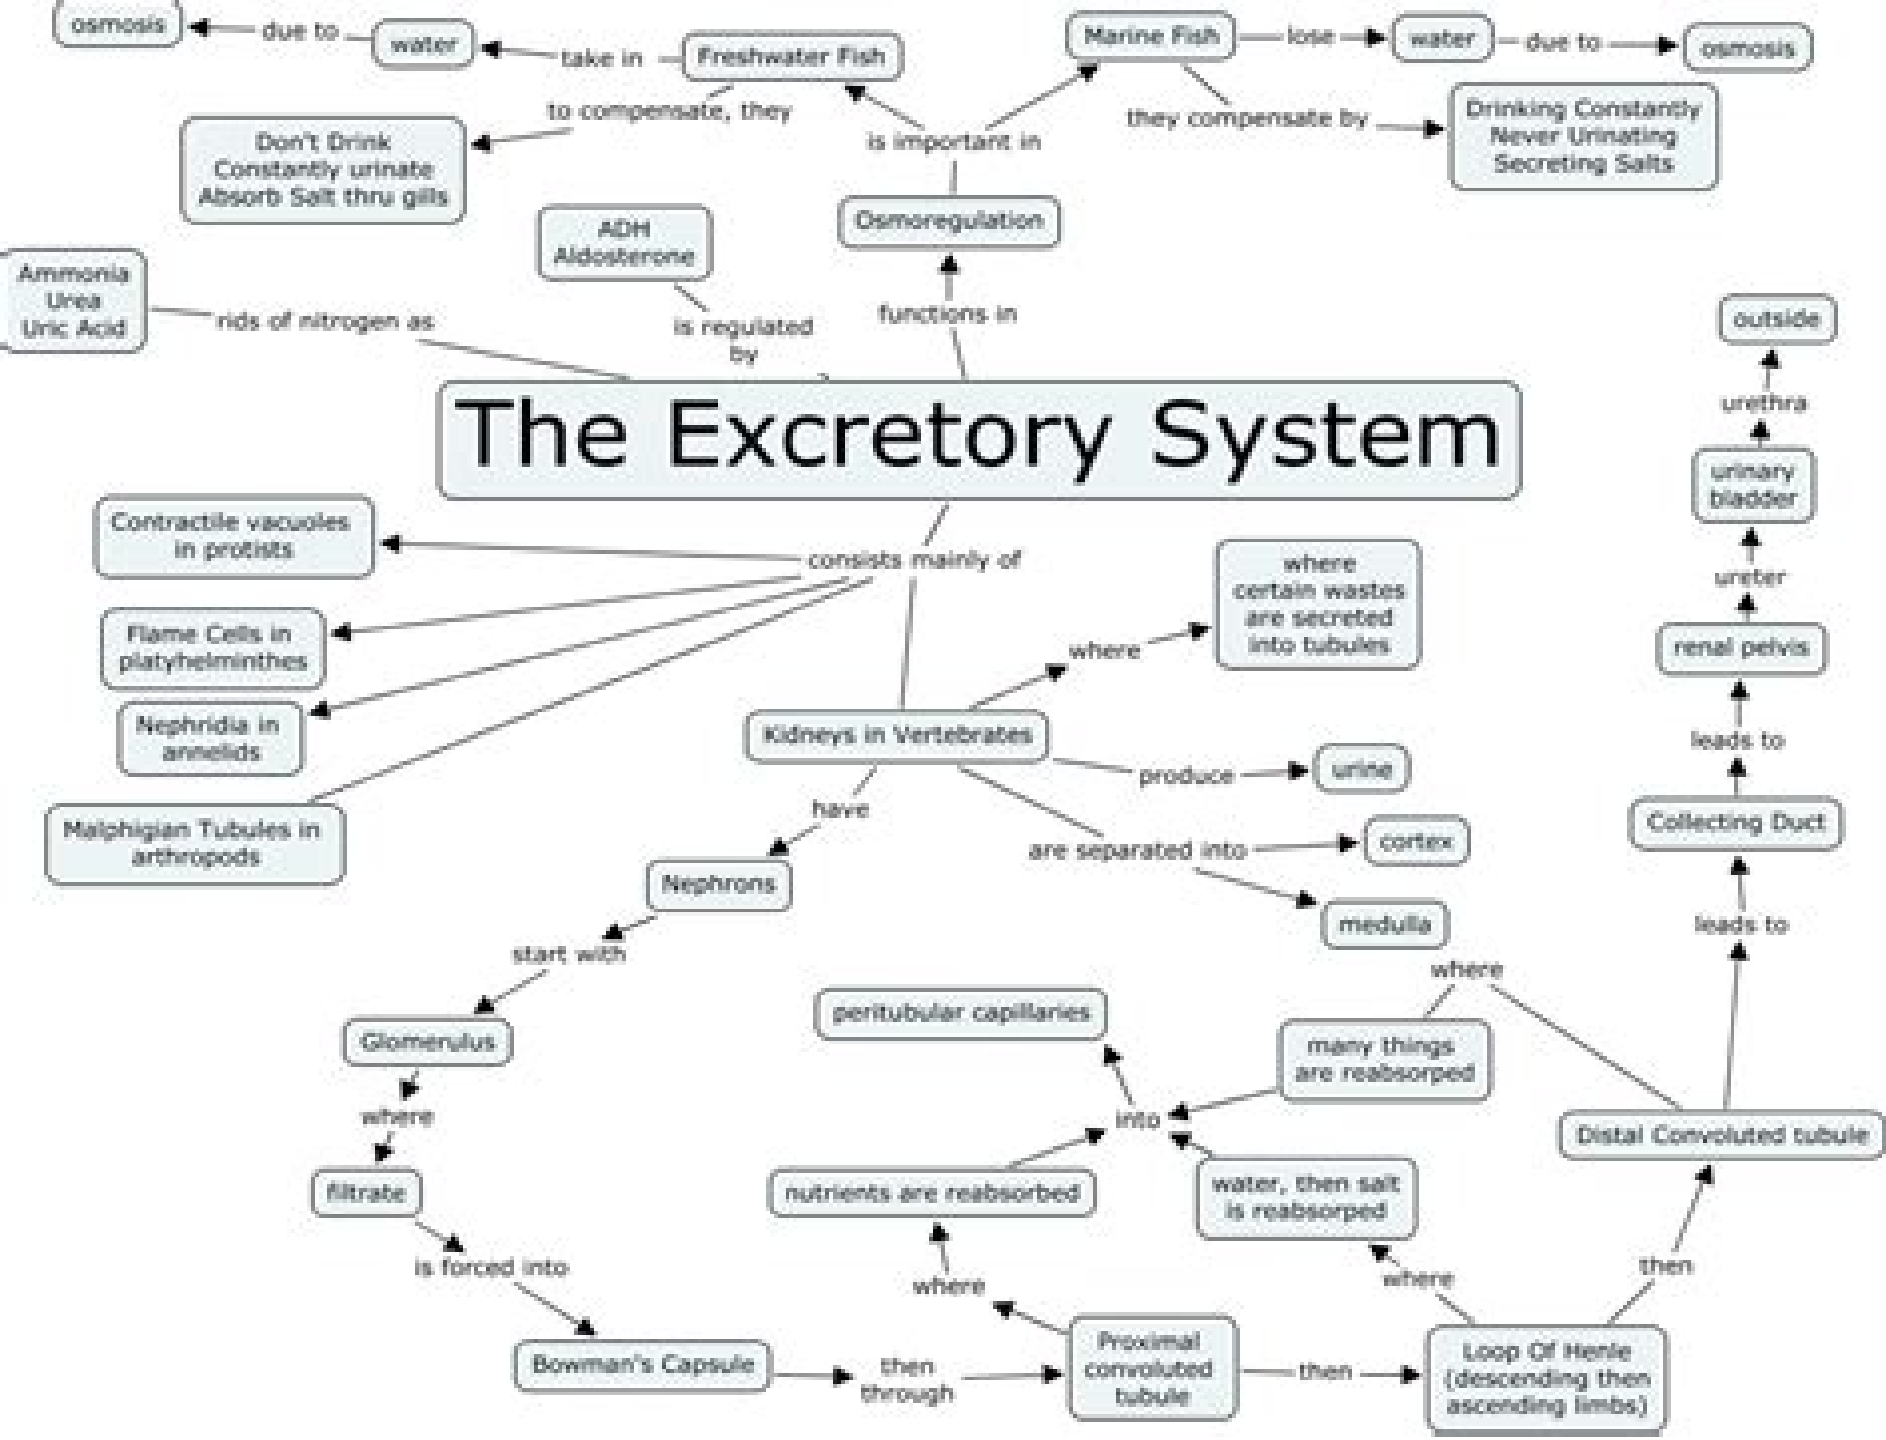 osmosis
due to
water
take in
Freshwater Fish
Marine Fish
lose
water
due to
osmosis
to compensate, they
Don't Drink
Constantly urinate
Absorb Salt thru gills
is important in
they compensate by
Drinking Constantly
Never Urinating
Secreting Salts
ADH
Aldosterone
Osmoregulation
Ammonia
Urea
Uric Acid
rids of nitrogen as
is regulated
by
functions in
outside
urethra
The Excretory System
urinary
bladder
Contractile vacuoles
in protists
consists mainly of
where
certain wastes
are secreted
into tubules
ureter
Flame Cells in
platyhelminthes
where
renal pelvis
Nephridia in
annelids
Kidneys in Vertebrates
leads to
produce
urine
have
Malphigian Tubules in
arthropods
are separated into
cortex
Collecting Duct
Nephrons
medulla
leads to
start with
where
peritubular capillaries
Glomerulus
many things
are reabsorped
where
into
Distal Convoluted tubule
filtrate
nutrients are reabsorbed
water, then salt
is reabsorped
is forced into
where
where
then
Bowman's Capsule
then
through
Proximal
convoluted
tubule
then
Loop Of Henle
(descending then
ascending limbs)